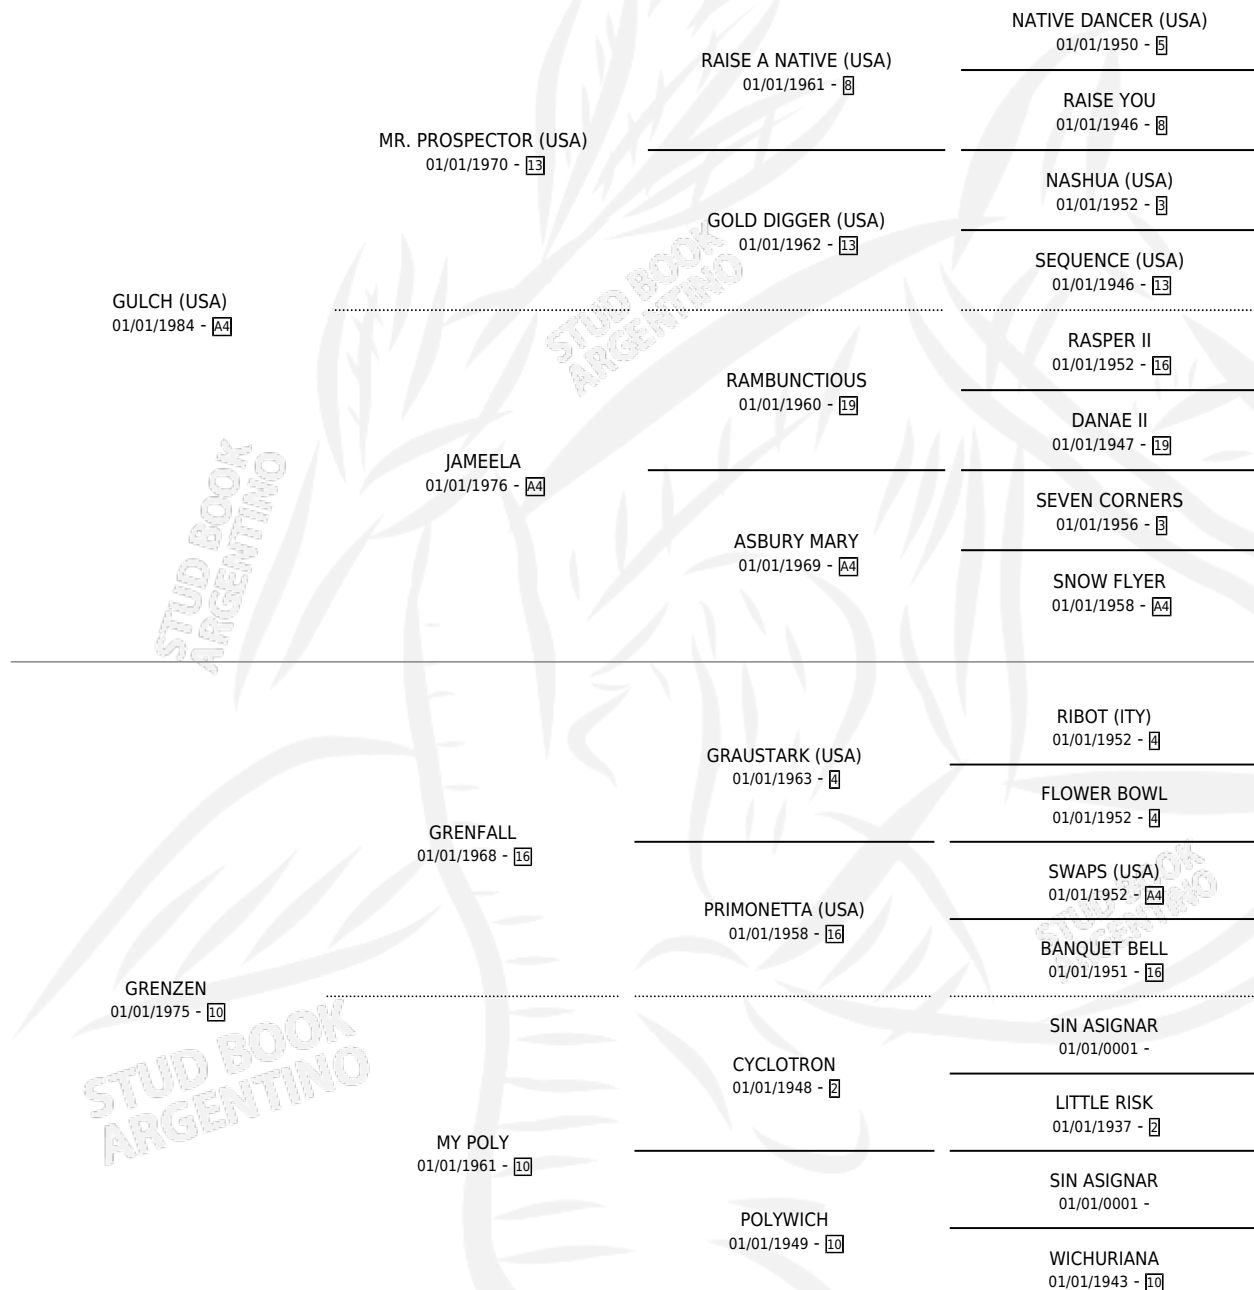 NATIVE DANCER (USA)
01/01/1950 - 5
RAISE A NATIVE (USA)
01/01/1961 - 8
RAISE YOU
01/01/1946 - 8
MR. PROSPECTOR (USA)
01/01/1970 - 13
NASHUA (USA)
01/01/1952 - 3
GOLD DIGGER (USA)
01/01/1962 - 13
SEQUENCE (USA)
01/01/1946 - 13
GULCH (USA)
01/01/1984 - A4
RASPER II
01/01/1952 - 16
RAMBUNCTIOUS
01/01/1960 - 19
DANAE II
01/01/1947 - 19
JAMEELA
01/01/1976 - A4
SEVEN CORNERS
01/01/1956 - 3
ASBURY MARY
01/01/1969 - A4
SNOW FLYER
01/01/1958 - A4
RIBOT (ITY)
01/01/1952 - 4
GRAUSTARK (USA)
01/01/1963 - 4
FLOWER BOWL
01/01/1952 - 4
GRENFALL
01/01/1968 - 16
SWAPS (USA)
01/01/1952 - A4
PRIMONETTA (USA)
01/01/1958 - 16
BANQUET BELL
01/01/1951 - 16
GRENZEN
01/01/1975 - 10
SIN ASIGNAR
01/01/0001 -
CYCLOTRON
01/01/1948 - 2
LITTLE RISK
01/01/1937 - 2
MY POLY
01/01/1961 - 10
SIN ASIGNAR
01/01/0001 -
POLYWICH
01/01/1949 - 10
WICHURIANA
01/01/1943 - 10
STUD BOOK
ARGENTINO
STUD BOOK
ARGENTINO
STUD BOOK
ARGENTINO
STUD BOOK
ARGENTINO